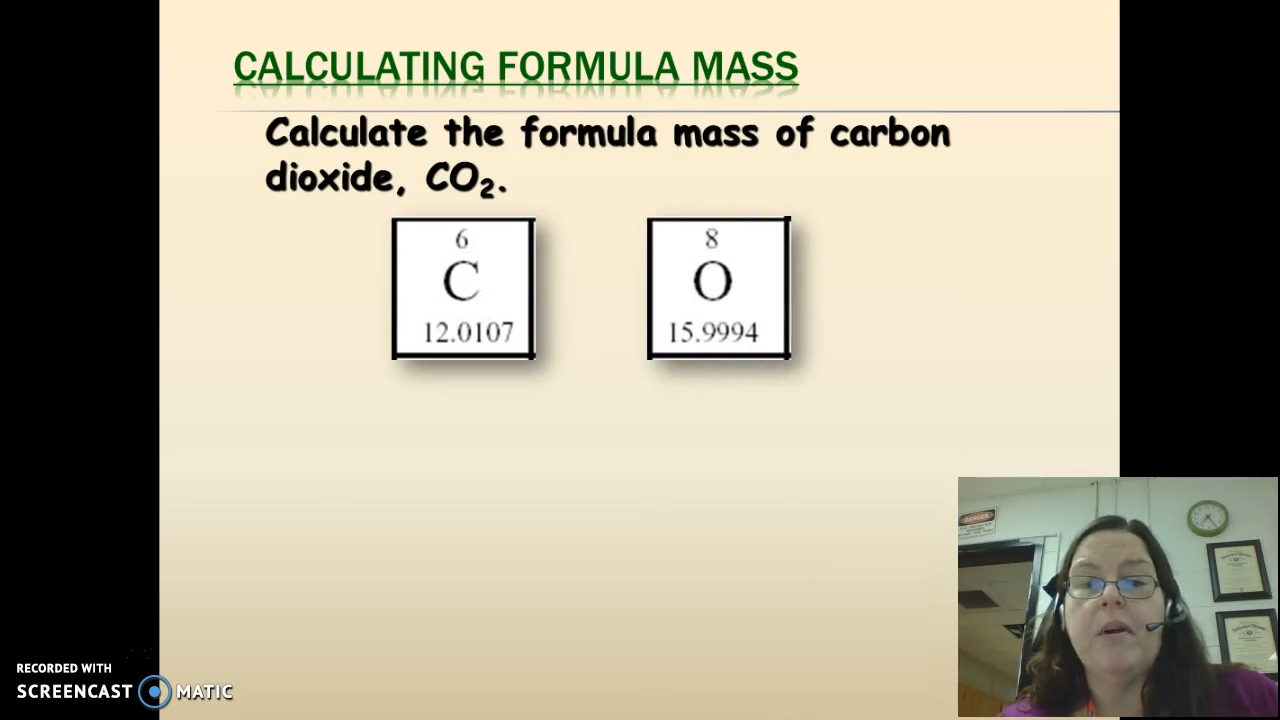 CALCULATING FORMULA MASS
Calculate the formula mass of carbon
dioxide, CO₂.
6
C
12.0107
8
O
15.9994
DANGER
RECORDED WITH
SCREENCAST MATIC